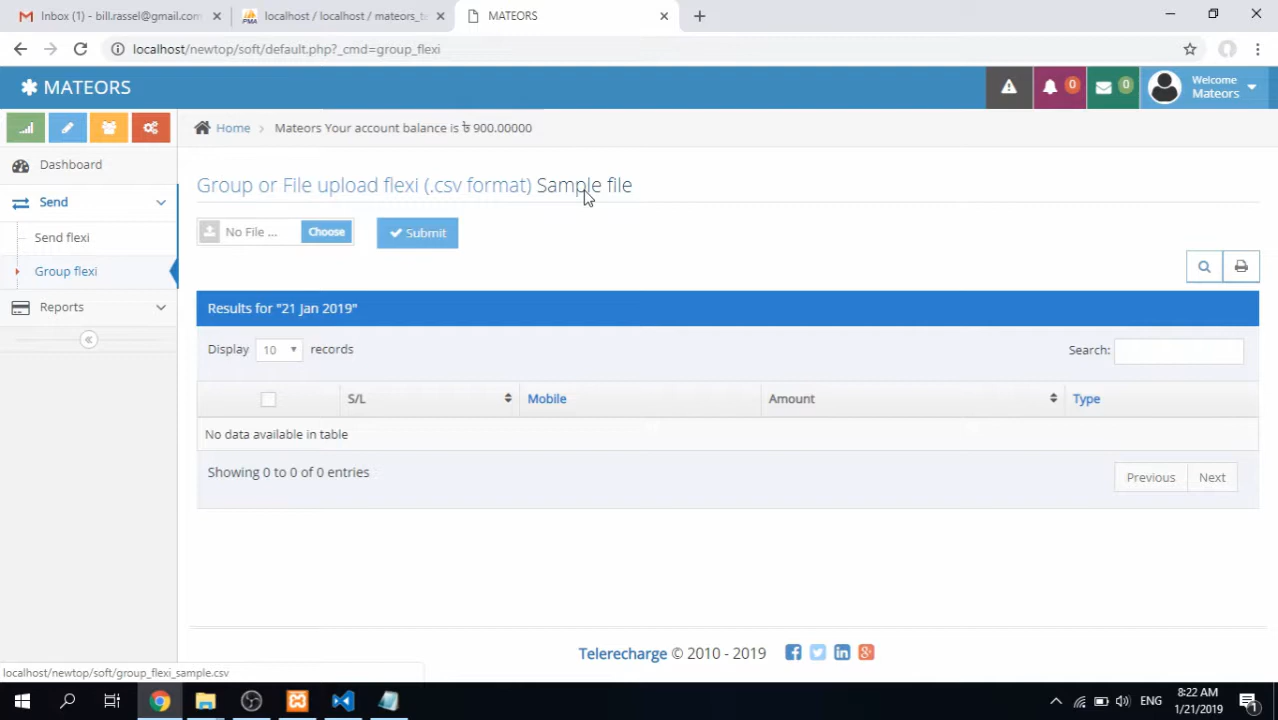 Inbox (1) - bill.rassel@gmail.com
localhost / localhost / mateors_t
MATEORS
localhost/newtop/soft/default.php?_cmd=group_flexi
MATEORS
0
0
Welcome
Mateors
Home
Mateors Your account balance is ৳ 900.00000
Dashboard
Send
Send flexi
Group flexi
Reports
Group or File upload flexi (.csv format) Sample file
No File ...
Choose
Submit
Results for "21 Jan 2019"
Display
10
records
Search:
S/L
Mobile
Amount
Type
No data available in table
Showing 0 to 0 of 0 entries
Previous
Next
Telerecharge © 2010 - 2019
localhost/newtop/soft/group_flexi_sample.csv
ENG
8:22 AM
1/21/2019
1